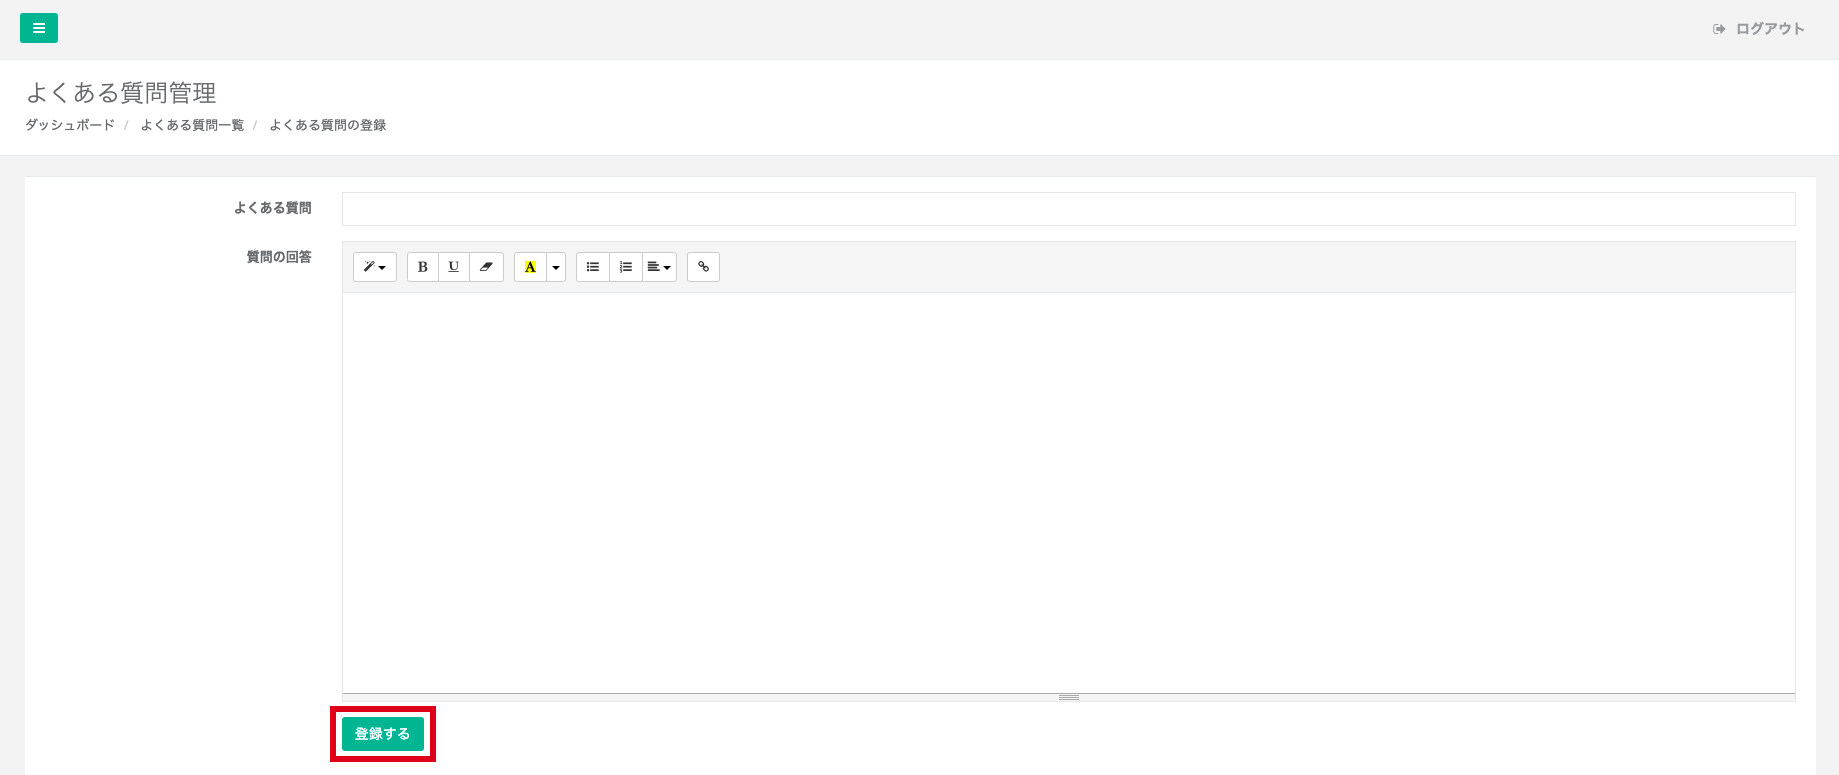 ログアウト
よくある質問管理
ダッシュボード / よくある質問一覧 / よくある質問の登録
よくある質問
質問の回答
B U A
登録する